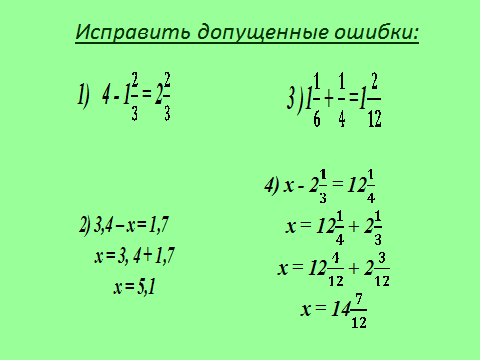 Исправить допущенные ошибки:
1) 4 - 1 2/3 = 2 2/3
3 ) 1 1/6 + 1/4 = 1 2/12
2) 3,4 – x = 1,7
x = 3, 4 + 1,7
x = 5,1
4) x - 2 1/3 = 12 1/4
x = 12 1/4 + 2 1/3
x = 12 4/12 + 2 3/12
x = 14 7/12